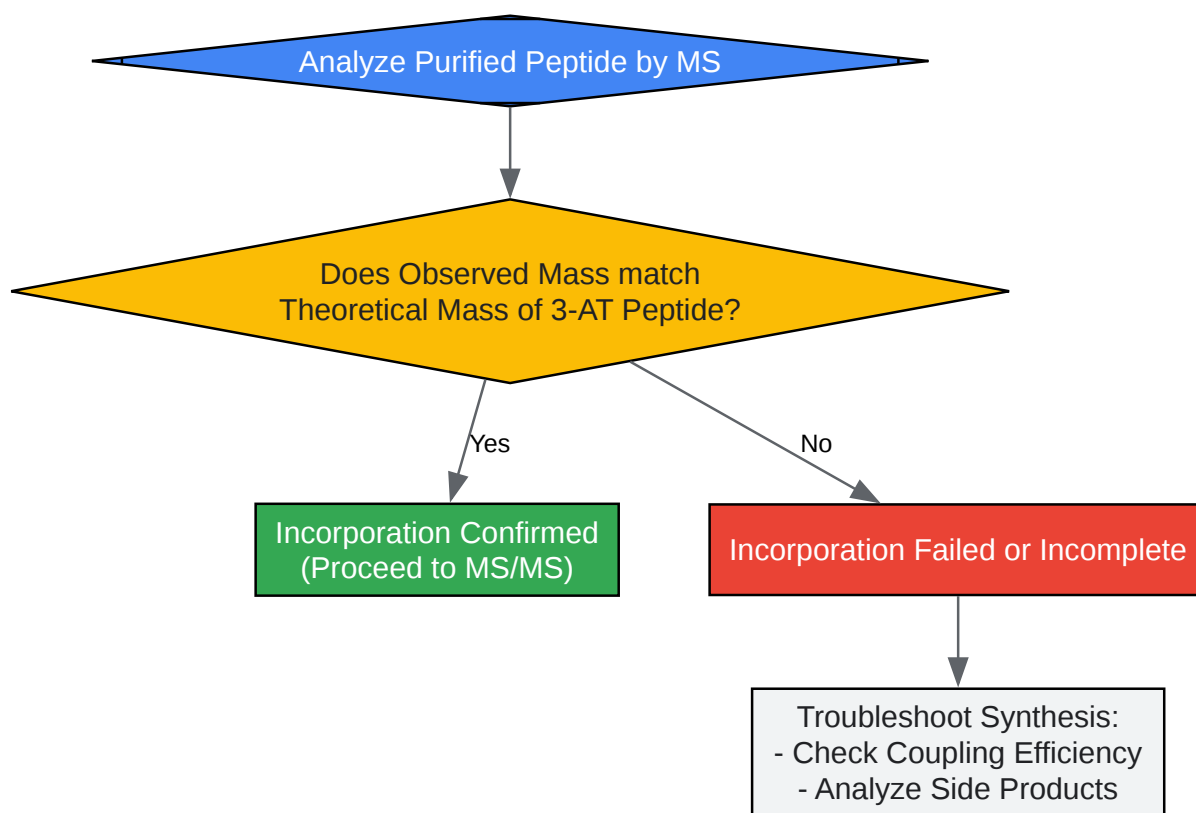 Analyze Purified Peptide by MS
Does Observed Mass match
Theoretical Mass of 3-AT Peptide?
Yes
No
Incorporation Confirmed
(Proceed to MS/MS)
Incorporation Failed or Incomplete
Troubleshoot Synthesis:
- Check Coupling Efficiency
- Analyze Side Products